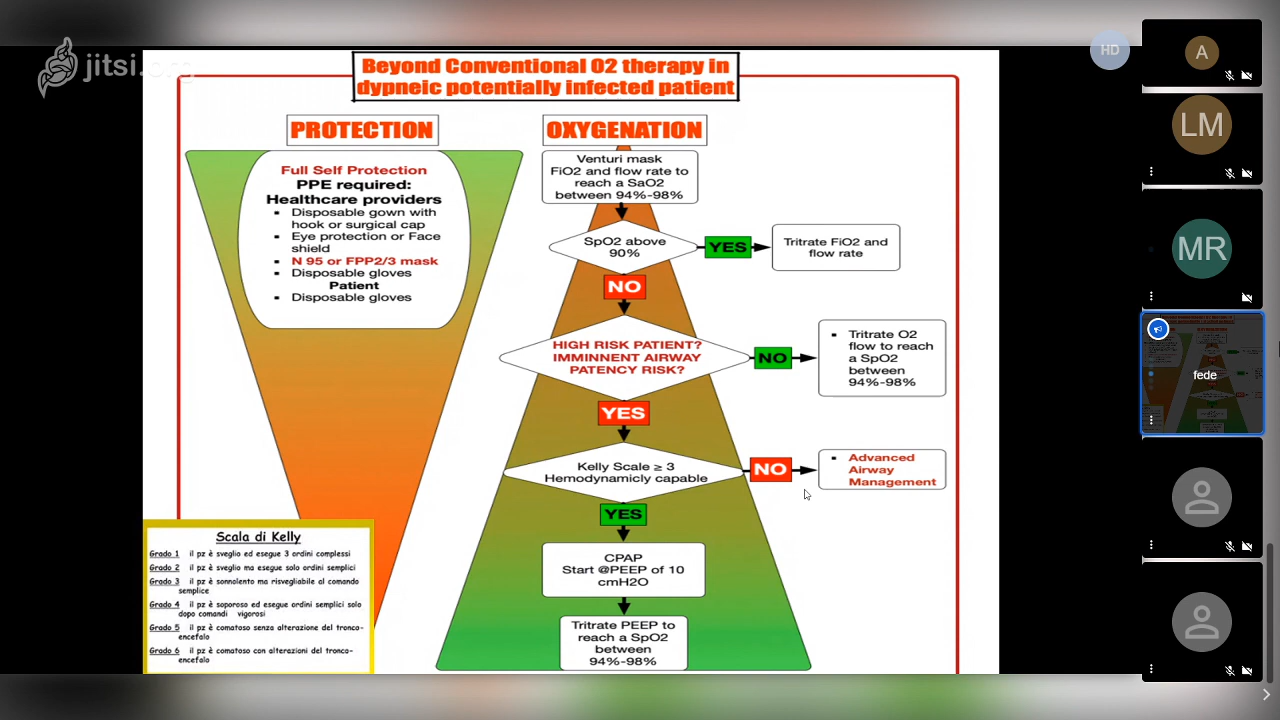 jitsi.org
Beyond Conventional O2 therapy in
dypneic potentially infected patient
PROTECTION
Full Self Protection
PPE required:
Healthcare providers
▪ Disposable gown with
hook or surgical cap
▪ Eye protection or Face
shield
▪ N 95 or FPP2/3 mask
▪ Disposable gloves
Patient
▪ Disposable gloves
OXYGENATION
Venturi mask
FiO2 and flow rate to
reach a SaO2
between 94%-98%
SpO2 above
90%
YES
Tritrate FiO2 and
flow rate
NO
HIGH RISK PATIENT?
IMMINNENT AIRWAY
PATENCY RISK?
NO
▪ Tritrate O2
flow to reach
a SpO2
between
94%-98%
YES
Kelly Scale ≥ 3
Hemodynamicly capable
NO
▪ Advanced
Airway
Management
YES
CPAP
Start @PEEP of 10
cmH2O
Tritrate PEEP to
reach a SpO2
between
94%-98%
Scala di Kelly
Grado 1 il pz è sveglio ed esegue 3 ordini complessi
Grado 2 il pz è sveglio ma esegue solo ordini semplici
Grado 3 il pz è sonnolento ma risvegliabile al comando
semplice
Grado 4 il pz è soporoso ed esegue ordini semplici solo
dopo comandi vigorosi
Grado 5 il pz è comatoso senza alterazione del tronco-
encefalo
Grado 6 il pz è comatoso con alterazioni del tronco-
encefalo
HD
A
LM
MR
fede